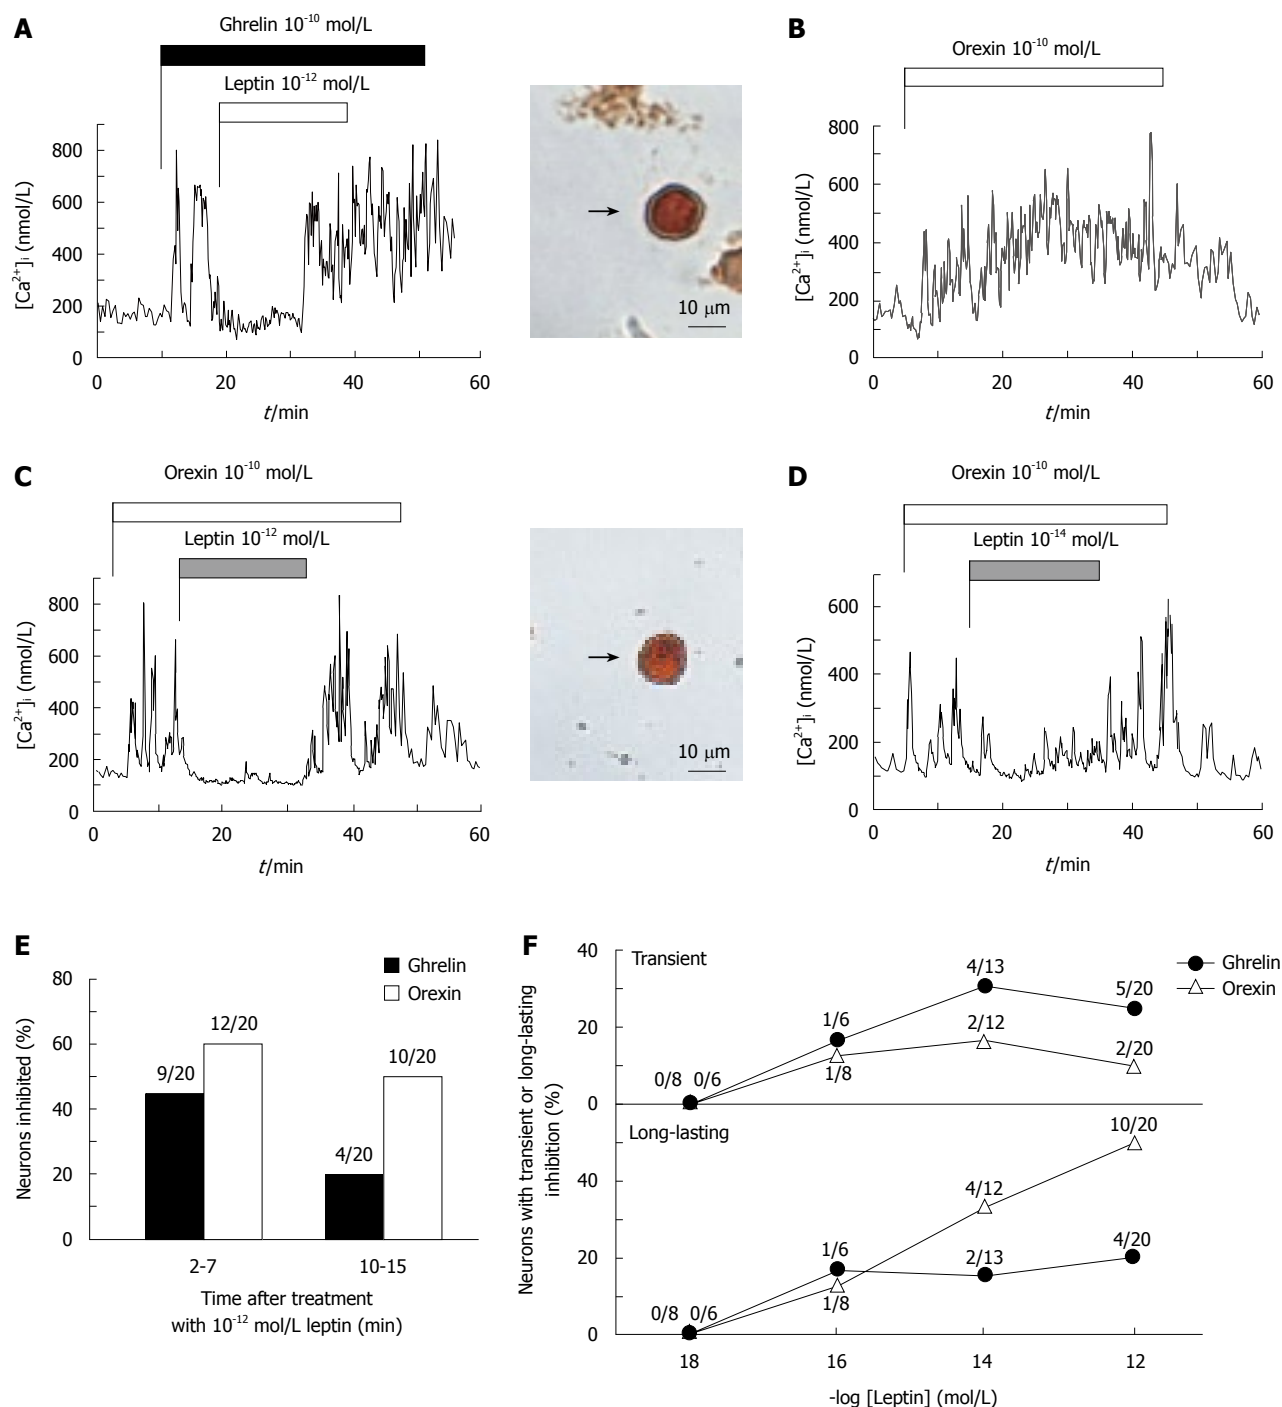 A
Ghrelin 10⁻¹⁰ mol/L
Leptin 10⁻¹² mol/L
[Ca²⁺]ᵢ (nmol/L)
800
600
400
200
0
0 20 40 60
t/min
10 μm
B
Orexin 10⁻¹⁰ mol/L
[Ca²⁺]ᵢ (nmol/L)
800
600
400
200
0
0 20 40 60
t/min
C
Orexin 10⁻¹⁰ mol/L
Leptin 10⁻¹² mol/L
[Ca²⁺]ᵢ (nmol/L)
800
600
400
200
0
0 20 40 60
t/min
10 μm
D
Orexin 10⁻¹⁰ mol/L
Leptin 10⁻¹⁴ mol/L
[Ca²⁺]ᵢ (nmol/L)
600
400
200
0
0 20 40 60
t/min
E
Ghrelin
Orexin
Neurons inhibited (%)
80
60
40
20
0
9/20
12/20
4/20
10/20
2-7 10-15
Time after treatment
with 10⁻¹² mol/L leptin (min)
F
Ghrelin
Orexin
Neurons with transient or long-lasting
inhibition (%)
Transient
40
20
0
0/8 0/6
1/6
1/8
4/13
2/12
5/20
2/20
Long-lasting
40
20
0
0/8 0/6
1/6
1/8
4/12
2/13
10/20
4/20
18 16 14 12
-log [Leptin] (mol/L)